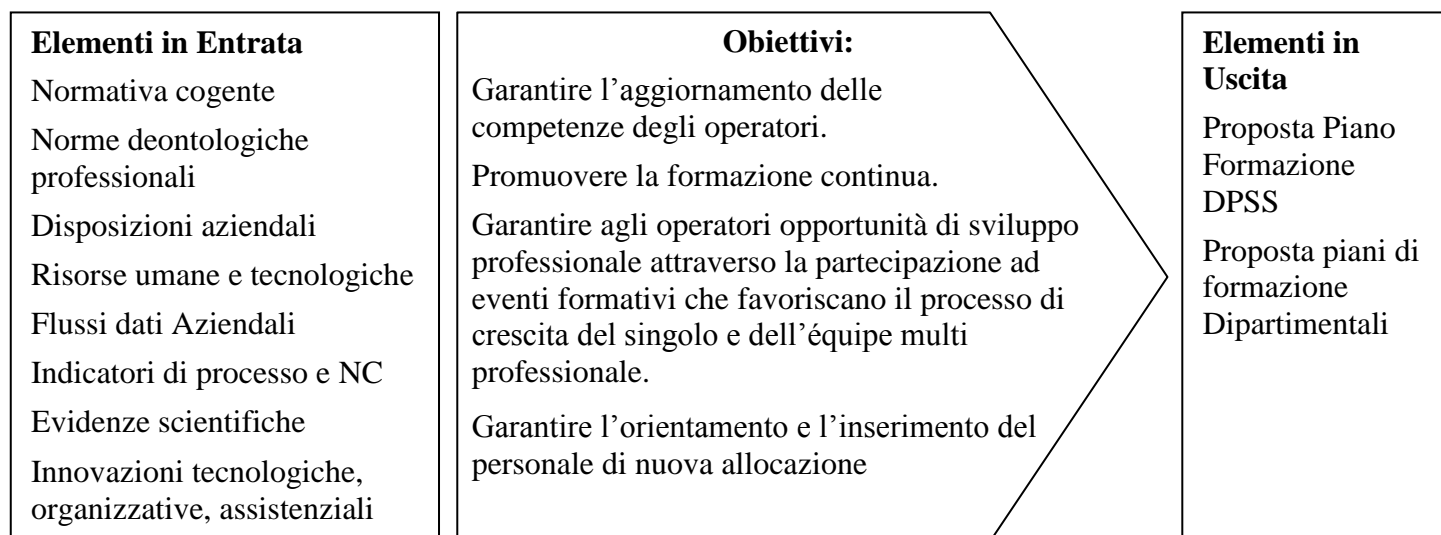 Elementi in Entrata
Normativa cogente
Norme deontologiche
professionali
Disposizioni aziendali
Risorse umane e tecnologiche
Flussi dati Aziendali
Indicatori di processo e NC
Evidenze scientifiche
Innovazioni tecnologiche,
organizzative, assistenziali
Obiettivi:
Garantire l’aggiornamento delle
competenze degli operatori.
Promuovere la formazione continua.
Garantire agli operatori opportunità di sviluppo
professionale attraverso la partecipazione ad
eventi formativi che favoriscano il processo di
crescita del singolo e dell’équipe multi
professionale.
Garantire l’orientamento e l’inserimento del
personale di nuova allocazione
Elementi in
Uscita
Proposta Piano
Formazione
DPSS
Proposta piani di
formazione
Dipartimentali